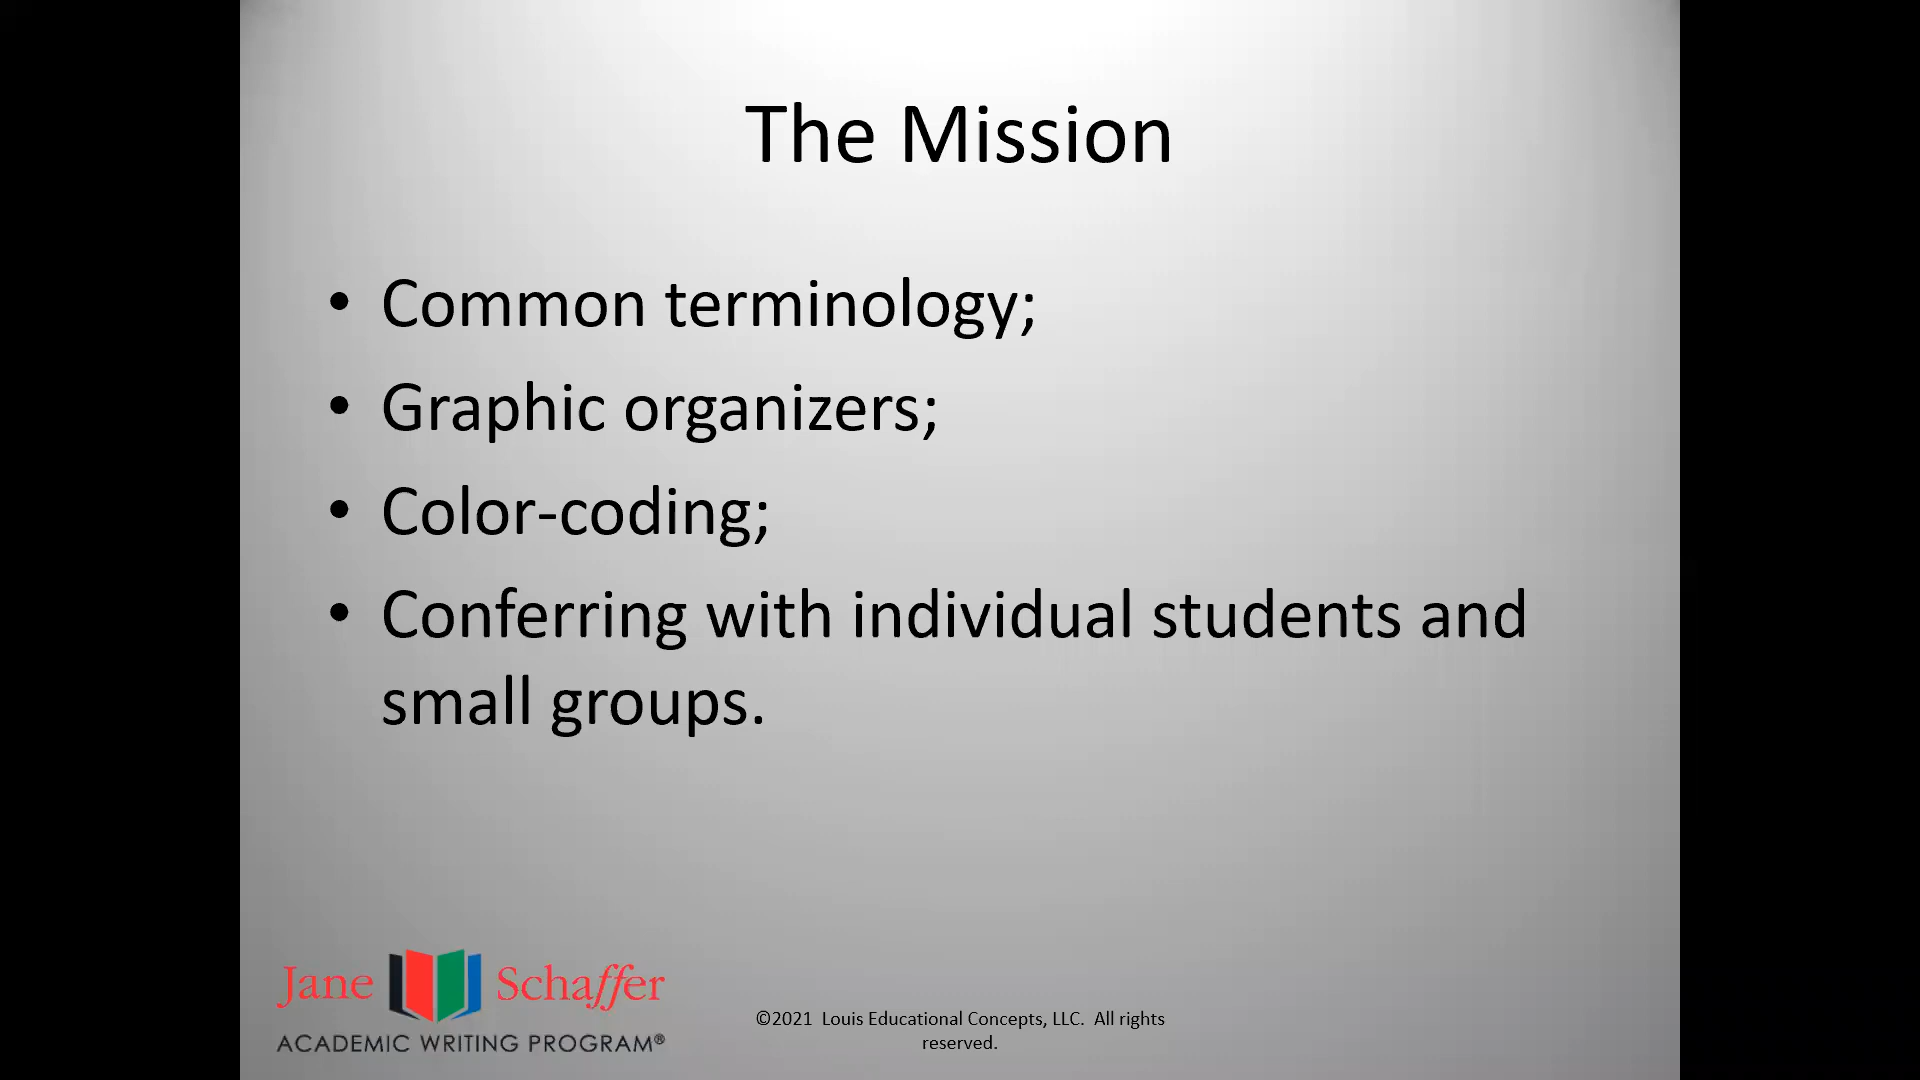 The Mission
• Common terminology;
• Graphic organizers;
• Color-coding;
• Conferring with individual students and
small groups.
Jane Schaffer
ACADEMIC WRITING PROGRAM®
©2021 Louis Educational Concepts, LLC. All rights
reserved.